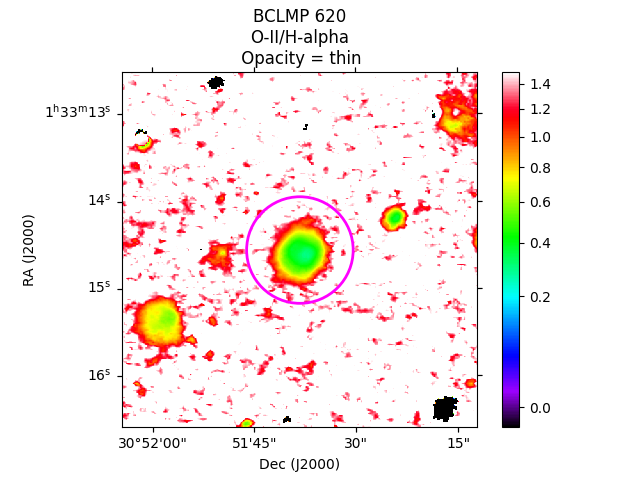 BCLMP 620
O-II/H-alpha
Opacity = thin
1h33m13s
14s
15s
16s
RA (J2000)
30°52'00"
51'45"
30"
15"
Dec (J2000)
1.4
1.2
1.0
0.8
0.6
0.4
0.2
0.0